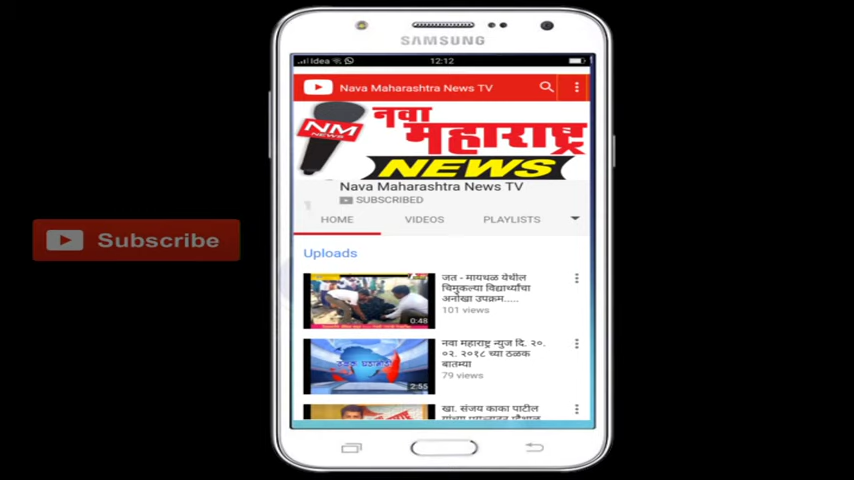 SAMSUNG
Idea 12:12
Nava Maharashtra News TV
NM
NEWS
नवा
महाराष्ट्र
NEWS
Nava Maharashtra News TV
SUBSCRIBED
HOME VIDEOS PLAYLISTS
Subscribe
Uploads
जत - मायथळ येथील
चिमुकल्या विद्यार्थ्यांचा
अनोखा उपक्रम.....
101 views
0:48
नवा महाराष्ट्र न्युज दि. २०.
०२. २०१८ च्या ठळक
बातम्या
79 views
2:55
खा. संजय काका पाटील